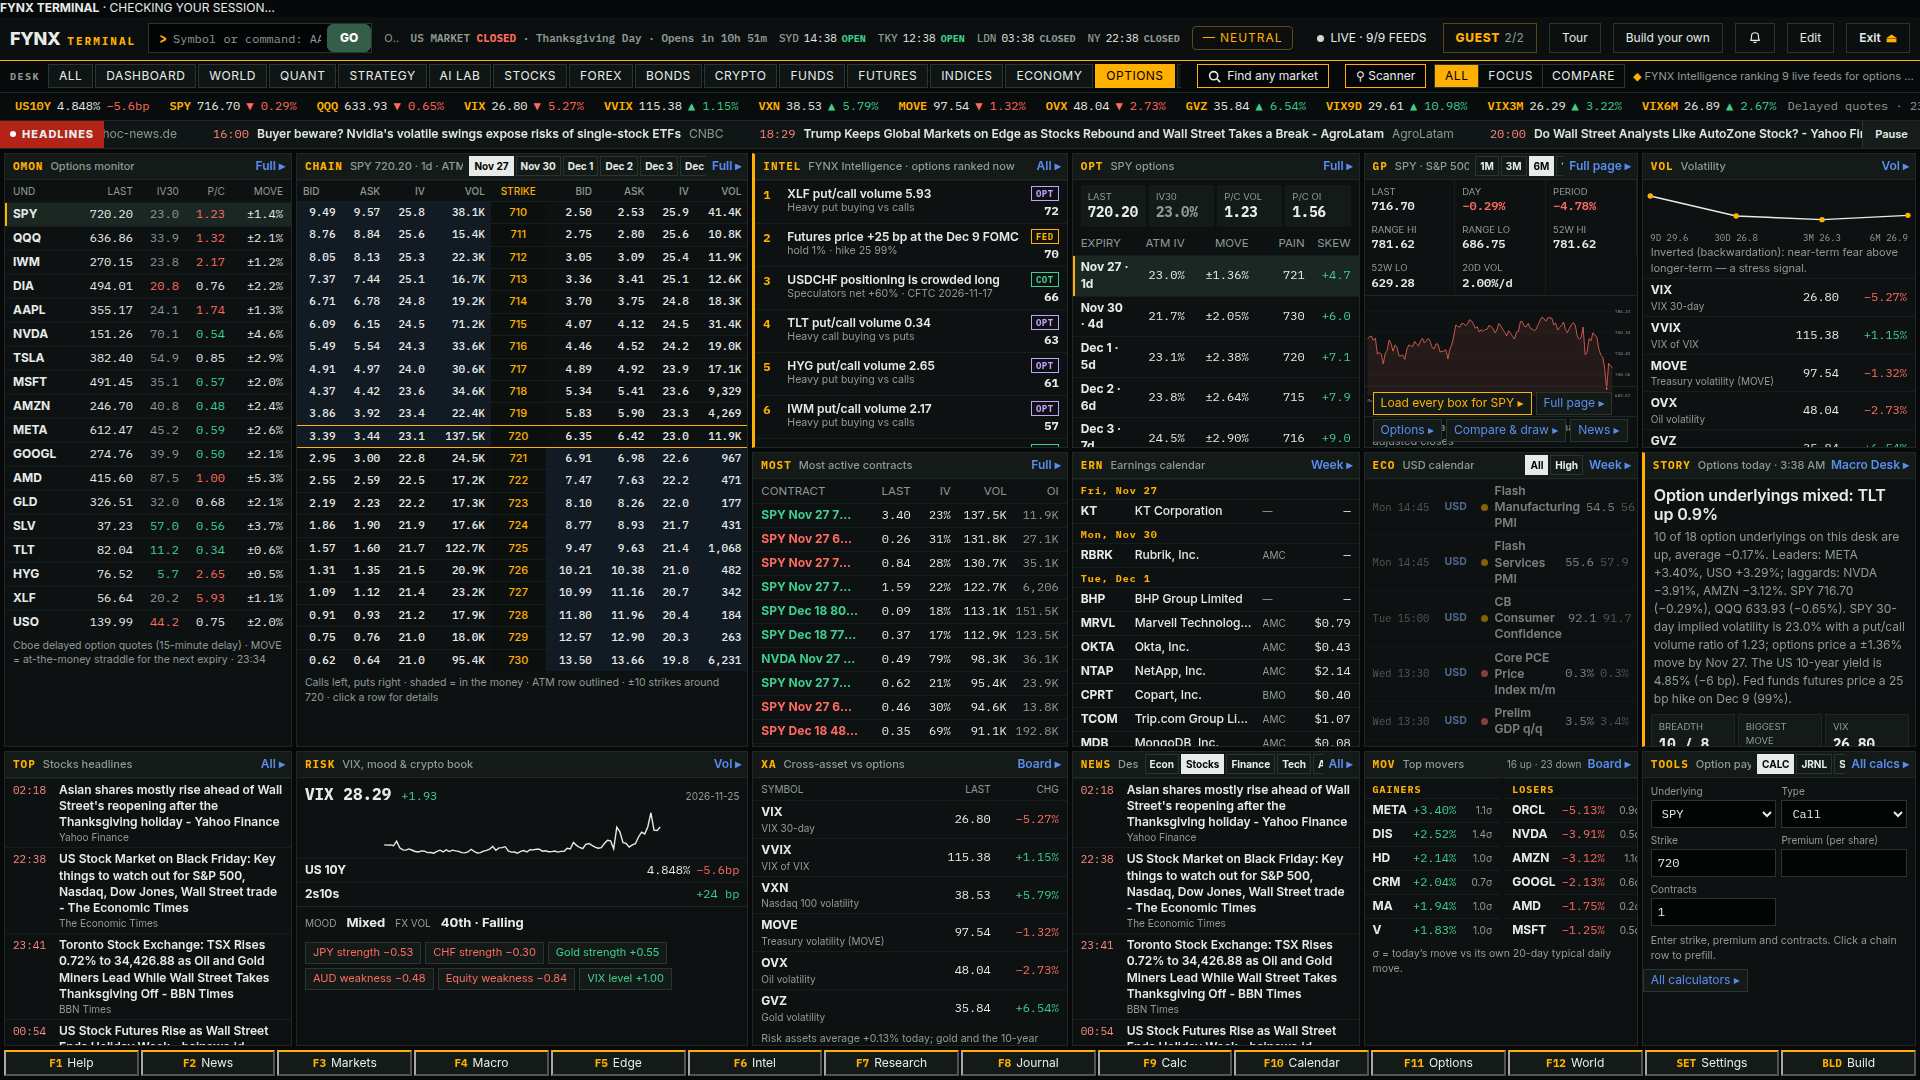 FYNX TERMINAL · CHECKING YOUR SESSION...
FYNX TERMINAL > Symbol or command: GO O.. US MARKET CLOSED · Thanksgiving Day · Opens in 10h 51m SYD 14:38 OPEN TKY 12:38 OPEN LDN 03:38 CLOSED NY 22:38 CLOSED — NEUTRAL ● LIVE · 9/9 FEEDS GUEST 2/2 Tour Build your own Edit Exit
DESK ALL DASHBOARD WORLD QUANT STRATEGY AI LAB STOCKS FOREX BONDS CRYPTO FUNDS FUTURES INDICES ECONOMY OPTIONS Find any market Scanner ALL FOCUS COMPARE ◆ FYNX Intelligence ranking 9 live feeds for options ...
US10Y 4.848% −5.6bp SPY 716.70 ▼ 0.29% QQQ 633.93 ▼ 0.65% VIX 26.80 ▼ 5.27% VVIX 115.38 ▲ 1.15% VXN 38.53 ▲ 5.79% MOVE 97.54 ▼ 1.32% OVX 48.04 ▼ 2.73% GVZ 35.84 ▲ 6.54% VIX9D 29.61 ▲ 10.98% VIX3M 26.29 ▲ 3.22% VIX6M 26.89 ▲ 2.67% Delayed quotes ·
● HEADLINES hoc-news.de 16:00 Buyer beware? Nvidia's volatile swings expose risks of single-stock ETFs CNBC 18:29 Trump Keeps Global Markets on Edge as Stocks Rebound and Wall Street Takes a Break - AgroLatam AgroLatam 20:00 Do Wall Street Analysts Like AutoZone Stock? - Yahoo Pause
OMON Options monitor Full ▸
UND LAST IV30 P/C MOVE
SPY 720.20 23.0 1.23 ±1.4%
QQQ 636.86 33.9 1.32 ±2.1%
IWM 270.15 23.8 2.17 ±1.2%
DIA 494.01 20.8 0.76 ±2.2%
AAPL 355.17 24.1 1.74 ±1.3%
NVDA 151.26 70.1 0.54 ±4.6%
TSLA 382.40 54.9 0.85 ±2.9%
MSFT 491.45 35.1 0.57 ±2.0%
AMZN 246.70 40.8 0.48 ±2.4%
META 612.47 45.2 0.59 ±2.6%
GOOGL 274.76 39.9 0.50 ±2.1%
AMD 415.60 87.5 1.00 ±5.3%
GLD 326.51 32.0 0.68 ±2.1%
SLV 37.23 57.0 0.56 ±3.7%
TLT 82.04 11.2 0.34 ±0.6%
HYG 76.52 5.7 2.65 ±0.5%
XLF 56.64 20.2 5.93 ±1.1%
USO 139.99 44.2 0.75 ±2.0%
Cboe delayed option quotes (15-minute delay) · MOVE
= at-the-money straddle for the next expiry · 23:34
CHAIN SPY 720.20 · 1d · ATM Nov 27 Nov 30 Dec 1 Dec 2 Dec 3 Dec Full ▸
BID ASK IV VOL STRIKE BID ASK IV VOL
9.49 9.57 25.8 38.1K 710 2.50 2.53 25.9 41.4K
8.76 8.84 25.6 15.4K 711 2.75 2.80 25.6 10.8K
8.05 8.13 25.3 22.3K 712 3.05 3.09 25.4 11.9K
7.37 7.44 25.1 16.7K 713 3.36 3.41 25.1 12.6K
6.71 6.78 24.8 19.2K 714 3.70 3.75 24.8 18.3K
6.09 6.15 24.5 71.2K 715 4.07 4.12 24.5 31.4K
5.49 5.54 24.3 33.6K 716 4.46 4.52 24.2 19.0K
4.91 4.97 24.0 30.6K 717 4.89 4.92 23.9 17.1K
4.37 4.42 23.6 34.6K 718 5.34 5.41 23.6 9,329
3.86 3.92 23.4 22.4K 719 5.83 5.90 23.3 4,269
3.39 3.44 23.1 137.5K 720 6.35 6.42 23.0 11.9K
2.95 3.00 22.8 24.5K 721 6.91 6.98 22.6 967
2.55 2.59 22.5 17.2K 722 7.47 7.63 22.2 471
2.19 2.23 22.2 17.2K 723 8.10 8.26 22.0 177
1.86 1.90 21.9 17.6K 724 8.77 8.93 21.7 431
1.57 1.60 21.7 122.7K 725 9.47 9.63 21.4 1,068
1.31 1.35 21.5 20.9K 726 10.21 10.38 21.0 482
1.09 1.12 21.4 23.2K 727 10.99 11.16 20.7 342
0.91 0.93 21.2 17.9K 728 11.80 11.96 20.4 184
0.75 0.76 21.0 18.0K 729 12.57 12.90 20.3 263
0.62 0.64 21.0 95.4K 730 13.50 13.66 19.8 6,231
Calls left, puts right · shaded = in the money · ATM row outlined · ±10 strikes around
720 · click a row for details
INTEL FYNX Intelligence · options ranked now All ▸
1 XLF put/call volume 5.93 OPT
Heavy put buying vs calls 72
2 Futures price +25 bp at the Dec 9 FOMC FED
hold 1% · hike 25 99% 70
3 USDCHF positioning is crowded long COT
Speculators net +60% · CFTC 2026-11-17 66
4 TLT put/call volume 0.34 OPT
Heavy call buying vs puts 63
5 HYG put/call volume 2.65 OPT
Heavy put buying vs calls 61
6 IWM put/call volume 2.17 OPT
Heavy put buying vs calls 57
MOST Most active contracts Full ▸
CONTRACT LAST IV VOL OI
SPY Nov 27 7... 3.40 23% 137.5K 11.9K
SPY Nov 27 6... 0.26 31% 131.8K 27.1K
SPY Nov 27 7... 0.84 28% 130.7K 35.1K
SPY Nov 27 7... 1.59 22% 122.7K 6,206
SPY Dec 18 80... 0.09 18% 113.1K 151.5K
SPY Dec 18 77... 0.37 17% 112.9K 123.5K
NVDA Nov 27 ... 0.49 79% 98.3K 36.1K
SPY Nov 27 7... 0.62 21% 95.4K 23.9K
SPY Nov 27 6... 0.46 30% 94.6K 13.8K
SPY Dec 18 48... 0.35 69% 91.1K 192.8K
OPT SPY options Full ▸
LAST 720.20 IV30 23.0% P/C VOL 1.23 P/C OI 1.56
EXPIRY ATM IV MOVE PAIN SKEW
Nov 27 · 1d 23.0% ±1.36% 721 +4.7
Nov 30 · 4d 21.7% ±2.05% 730 +6.0
Dec 1 · 5d 23.1% ±2.38% 720 +7.1
Dec 2 · 6d 23.8% ±2.64% 715 +7.9
Dec 3 · 7d 24.5% ±2.90% 716 +9.0
ERN Earnings calendar Week ▸
Fri, Nov 27
KT KT Corporation — —
Mon, Nov 30
RBRK Rubrik, Inc. AMC —
Tue, Dec 1
BHP BHP Group Limited — —
MRVL Marvell Technolog... AMC $0.79
OKTA Okta, Inc. AMC $0.43
NTAP NetApp, Inc. AMC $2.14
CPRT Copart, Inc. BMO $0.40
TCOM Trip.com Group Li... AMC $1.07
MDB MongoDB, Inc. AMC $0.08
GP SPY · S&P 500 1M 3M 6M Full page ▸
LAST 716.70 DAY −0.29% PERIOD −4.78%
RANGE HI 781.62 RANGE LO 686.75 52W HI 781.62
52W LO 629.28 20D VOL 2.00%/d
Load every box for SPY ▸ Full page ▸
Options ▸ Compare & draw ▸ News ▸
adjusted closes
ECO USD calendar All High Week ▸
Mon 14:45 USD ● Flash Manufacturing PMI 54.5 56
Mon 14:45 USD ● Flash Services PMI 55.6 57.9
Tue 15:00 USD ● CB Consumer Confidence 92.1 91.7
Wed 13:30 USD ● Core PCE Price Index m/m 0.3% 0.3%
Wed 13:30 USD ● Prelim GDP q/q 3.5% 3.4%
VOL Volatility Vol ▸
9D 29.6 30D 26.8 3M 26.3 6M 26.9
Inverted (backwardation): near-term fear above
longer-term — a stress signal.
VIX 26.80 −5.27%
VIX 30-day
VVIX 115.38 +1.15%
VIX of VIX
MOVE 97.54 −1.32%
Treasury volatility (MOVE)
OVX 48.04 −2.73%
Oil volatility
GVZ 35.84 +6.54%
STORY Options today · 3:38 AM Macro Desk ▸
Option underlyings mixed: TLT
up 0.9%
10 of 18 option underlyings on this desk are
up, average −0.17%. Leaders: META
+3.40%, USO +3.29%; laggards: NVDA
−3.91%, AMZN −3.12%. SPY 716.70
(−0.29%), QQQ 633.93 (−0.65%). SPY 30-
day implied volatility is 23.0% with a put/call
volume ratio of 1.23; options price a ±1.36%
move by Nov 27. The US 10-year yield is
4.85% (−6 bp). Fed funds futures price a 25
bp hike on Dec 9 (99%).
BREADTH 10 / 8 BIGGEST MOVE VIX 26.80
TOP Stocks headlines All ▸
02:18 Asian shares mostly rise ahead of Wall
Street's reopening after the
Thanksgiving holiday - Yahoo Finance
Yahoo Finance
22:38 US Stock Market on Black Friday: Key
things to watch out for S&P 500,
Nasdaq, Dow Jones, Wall Street trade
- The Economic Times
The Economic Times
23:41 Toronto Stock Exchange: TSX Rises
0.72% to 34,426.88 as Oil and Gold
Miners Lead While Wall Street Takes
Thanksgiving Off - BBN Times
BBN Times
00:54 US Stock Futures Rise as Wall Street
RISK VIX, mood & crypto book Vol ▸
VIX 28.29 +1.93 2026-11-25
US 10Y 4.848% −5.6bp
2s10s +24 bp
MOOD Mixed FX VOL 40th · Falling
JPY strength −0.53 CHF strength −0.30 Gold strength +0.55
AUD weakness −0.48 Equity weakness −0.84 VIX level +1.00
XA Cross-asset vs options Board ▸
SYMBOL LAST CHG
VIX 26.80 −5.27%
VIX 30-day
VVIX 115.38 +1.15%
VIX of VIX
VXN 38.53 +5.79%
Nasdaq 100 volatility
MOVE 97.54 −1.32%
Treasury volatility (MOVE)
OVX 48.04 −2.73%
Oil volatility
GVZ 35.84 +6.54%
Gold volatility
Risk assets average +0.13% today; gold and the 10-year
NEWS Des Econ Stocks Finance Tech All ▸
02:18 Asian shares mostly rise ahead of Wall
Street's reopening after the
Thanksgiving holiday - Yahoo Finance
Yahoo Finance
22:38 US Stock Market on Black Friday: Key
things to watch out for S&P 500,
Nasdaq, Dow Jones, Wall Street trade
- The Economic Times
The Economic Times
23:41 Toronto Stock Exchange: TSX Rises
0.72% to 34,426.88 as Oil and Gold
Miners Lead While Wall Street Takes
Thanksgiving Off - BBN Times
BBN Times
00:54 US Stock Futures Rise as Wall Street
MOV Top movers 16 up · 23 down Board ▸
GAINERS LOSERS
META +3.40% 1.1σ ORCL −5.13%
DIS +2.52% 1.4σ NVDA −3.91%
HD +2.14% 1.0σ AMZN −3.12%
CRM +2.04% 0.7σ GOOGL −2.13%
MA +1.94% 1.0σ AMD −1.75%
V +1.83% 1.0σ MSFT −1.25%
σ = today's move vs its own 20-day typical daily
move.
TOOLS Option pay CALC JRNL S All calcs ▸
Underlying Type
SPY Call
Strike Premium (per share)
720
Contracts
1
Enter strike, premium and contracts. Click a chain
row to prefill.
All calculators ▸
F1 Help F2 News F3 Markets F4 Macro F5 Edge F6 Intel F7 Research F8 Journal F9 Calc F10 Calendar F11 Options F12 World SET Settings BLD Build